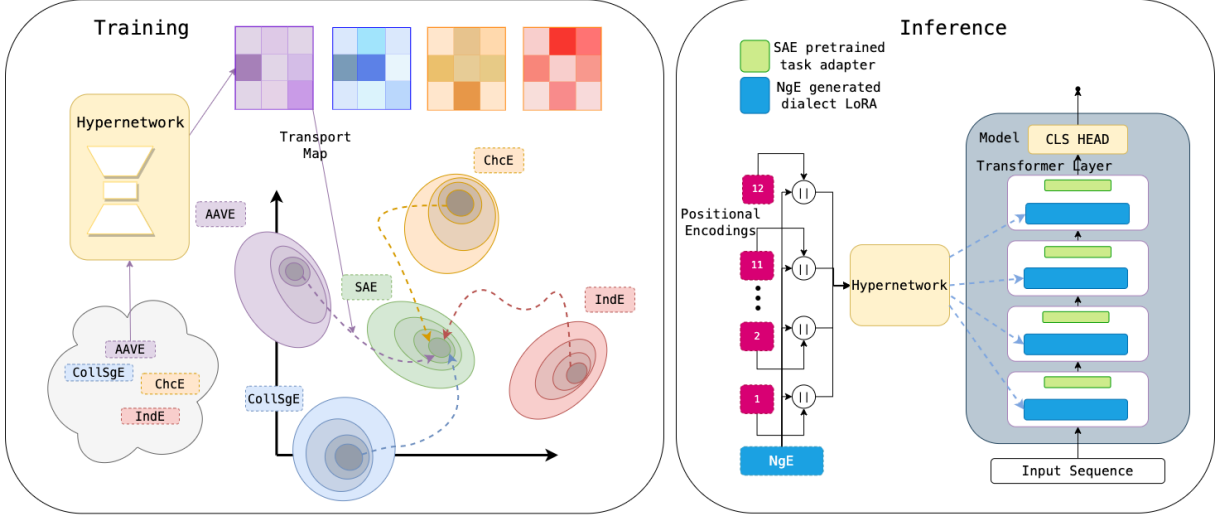 Training
Hypernetwork
Transport
Map
AAVE
ChcE
SAE
IndE
CollSgE
AAVE
CollSgE
ChcE
IndE
Inference
SAE pretrained
task adapter
NgE generated
dialect LoRA
Model
CLS HEAD
Transformer Layer
12
||
Positional
Encodings
11
||
Hypernetwork
2
||
1
||
NgE
Input Sequence